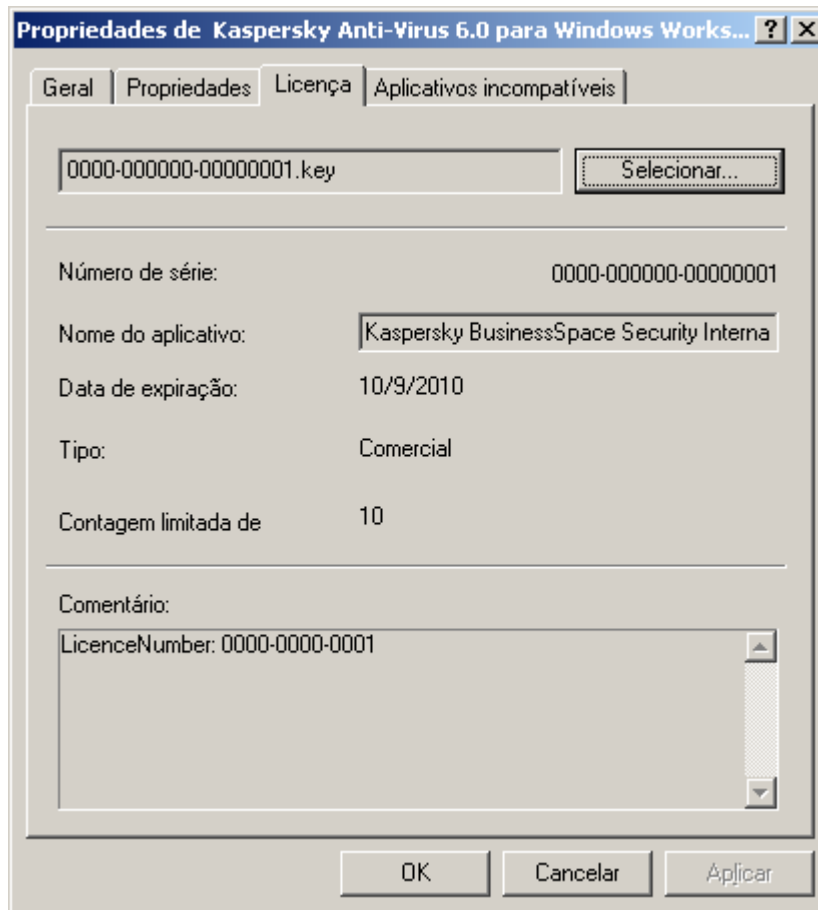 Propriedades de Kaspersky Anti-Virus 6.0 para Windows Works...
Geral Propriedades Licença Aplicativos incompatíveis
0000-000000-00000001.key Selecionar...
Número de série: 0000-000000-00000001
Nome do aplicativo: Kaspersky BusinessSpace Security Interna
Data de expiração: 10/9/2010
Tipo: Comercial
Contagem limitada de 10
Comentário:
LicenceNumber: 0000-0000-0001
OK Cancelar Aplicar